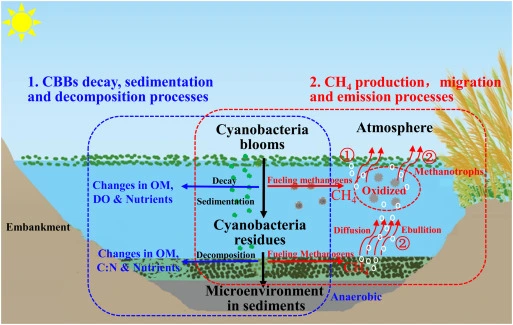 1. CBBs decay, sedimentation
and decomposition processes
2. CH4 production, migration
and emission processes
Cyanobacteria
blooms
Atmosphere
①
②
Methanotrophs
Changes in OM,
DO & Nutrients
Decay
Sedimentation
Fueling methanogens
CH4
Oxidized
Embankment
Cyanobacteria
residues
Diffusion
Ebullition
②
Changes in OM,
C:N & Nutrients
Decomposition
Fueling Methanogens
CH4
Microenvironment
in sediments
Anaerobic